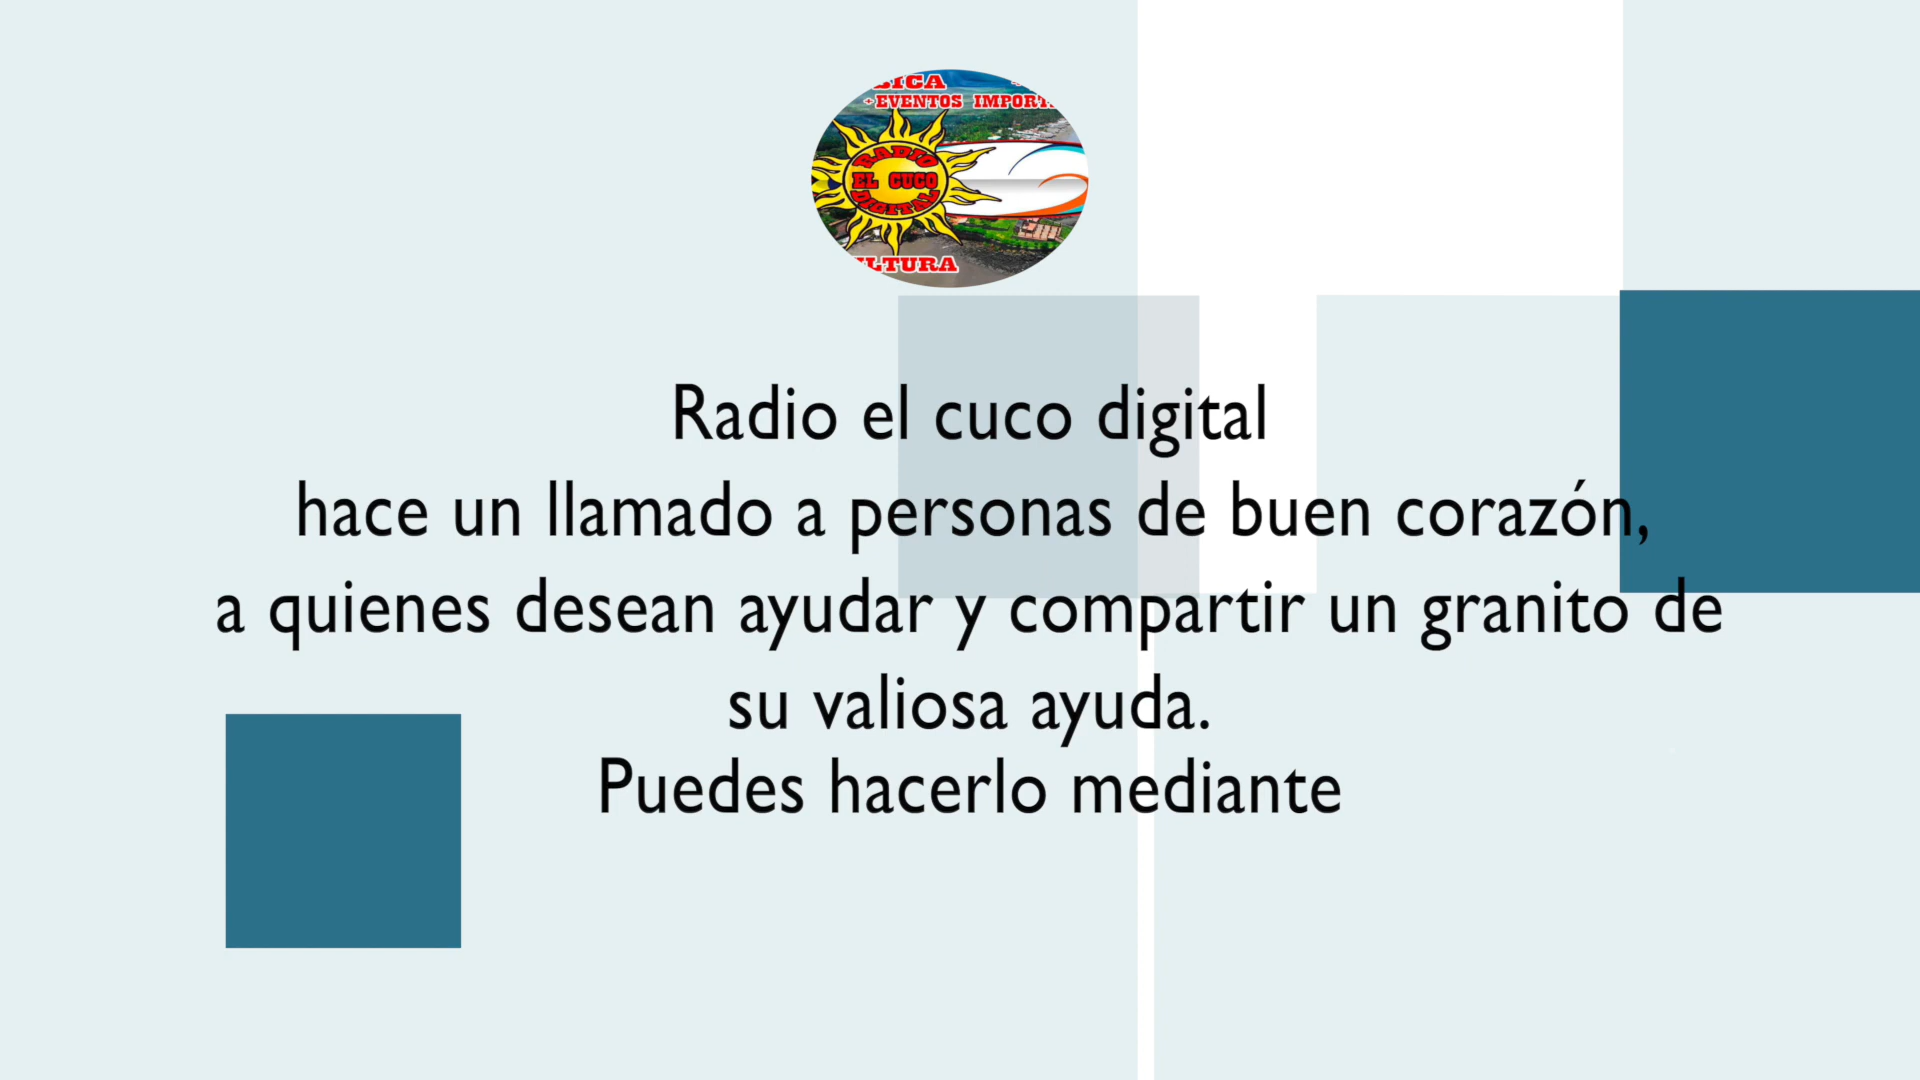 + EVENTOS
RADIO
EL CUCO
DIGITAL
Radio el cuco digital
hace un llamado a personas de buen corazón,
a quienes desean ayudar y compartir un granito de
su valiosa ayuda.
Puedes hacerlo mediante